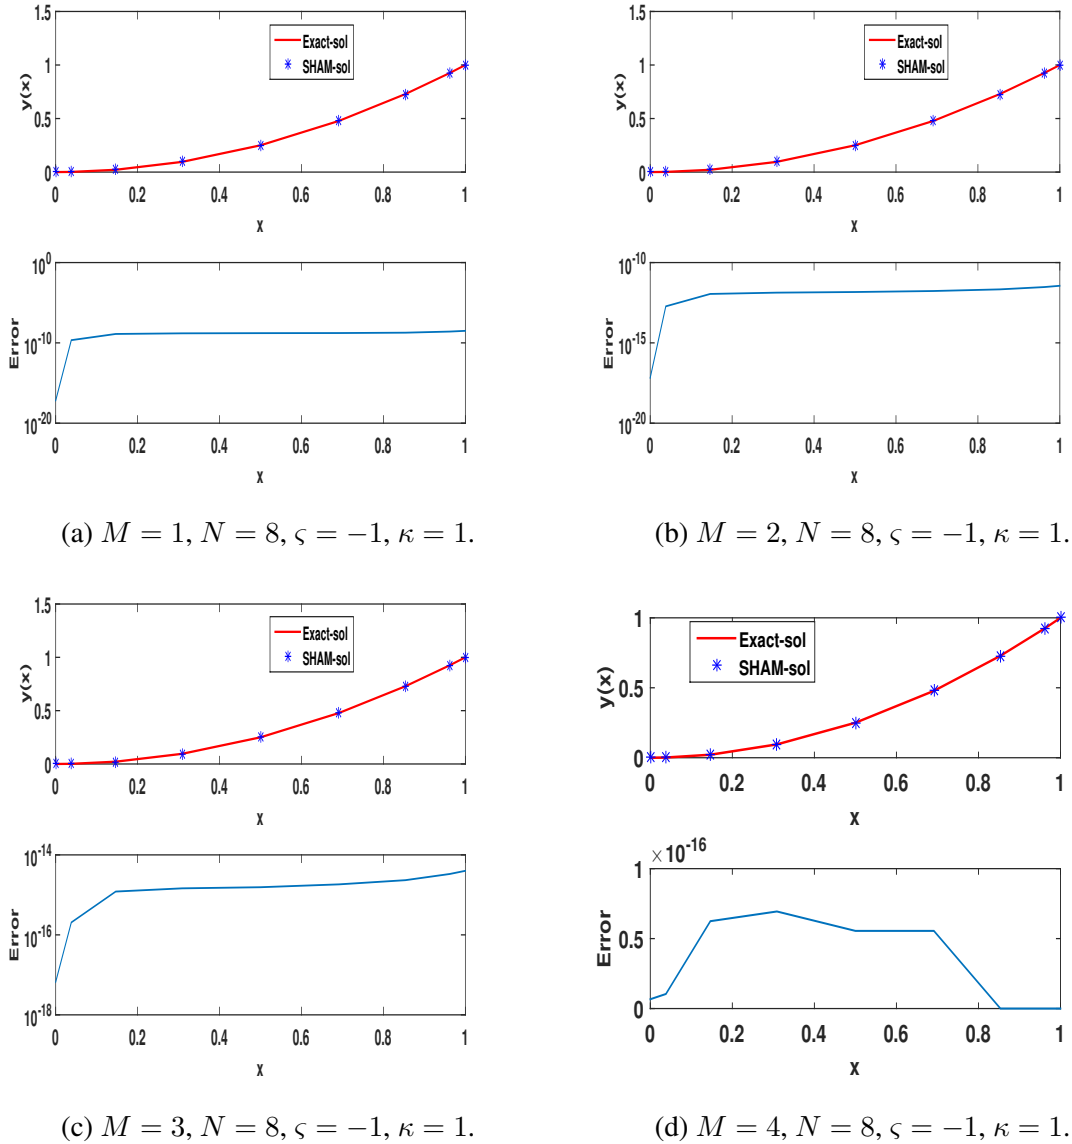 1.5
1
0.5
0
y(x)
Exact-sol
SHAM-sol
0 0.2 0.4 0.6 0.8 1
x
10^0
10^-10
10^-20
Error
0 0.2 0.4 0.6 0.8 1
x
(a) M = 1, N = 8, ς = −1, κ = 1.
1.5
1
0.5
0
y(x)
Exact-sol
SHAM-sol
0 0.2 0.4 0.6 0.8 1
x
10^-10
10^-15
10^-20
Error
0 0.2 0.4 0.6 0.8 1
x
(b) M = 2, N = 8, ς = −1, κ = 1.
1.5
1
0.5
0
y(x)
Exact-sol
SHAM-sol
0 0.2 0.4 0.6 0.8 1
x
10^-14
10^-16
10^-18
Error
0 0.2 0.4 0.6 0.8 1
x
(c) M = 3, N = 8, ς = −1, κ = 1.
1
0.5
0
y(x)
Exact-sol
SHAM-sol
0 0.2 0.4 0.6 0.8 1
x
×10^-16
1
0.5
0
Error
0 0.2 0.4 0.6 0.8 1
x
(d) M = 4, N = 8, ς = −1, κ = 1.